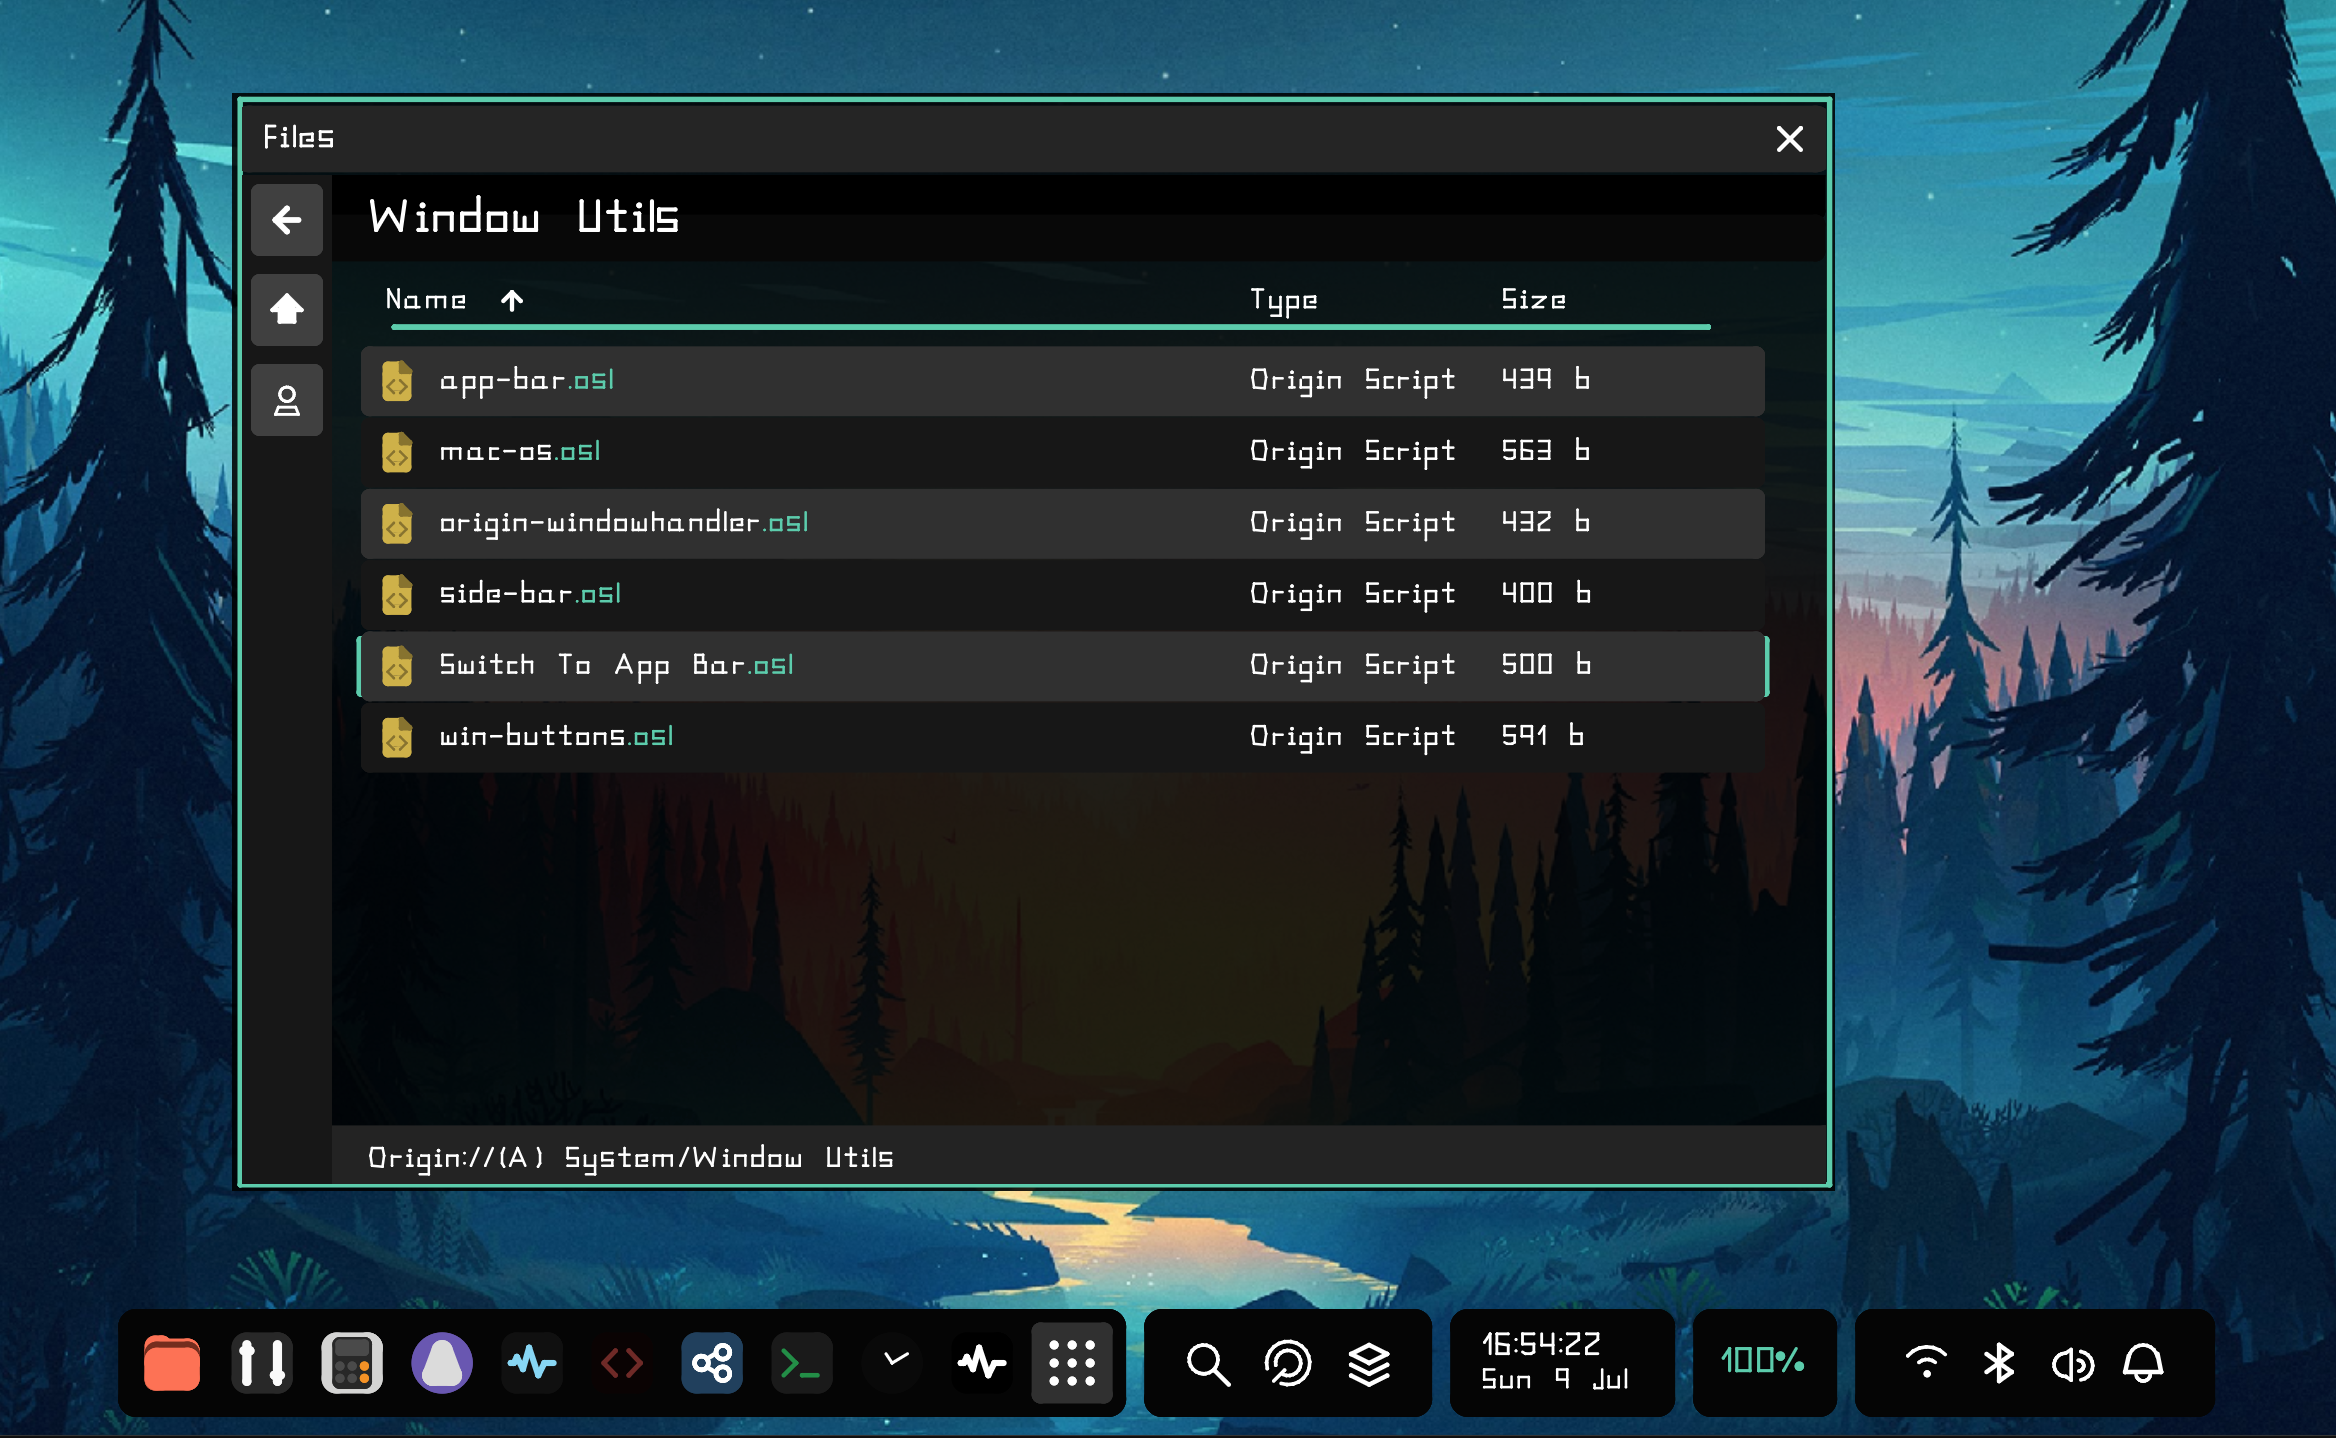 Files
Window Utils
Name Type Size
app-bar.osl Origin Script 439 b
mac-os.osl Origin Script 563 b
origin-windowhandler.osl Origin Script 432 b
side-bar.osl Origin Script 400 b
Switch To App Bar.osl Origin Script 500 b
win-buttons.osl Origin Script 591 b
Origin://(A) System/Window Utils
16:54:22
Sun 9 Jul
100%